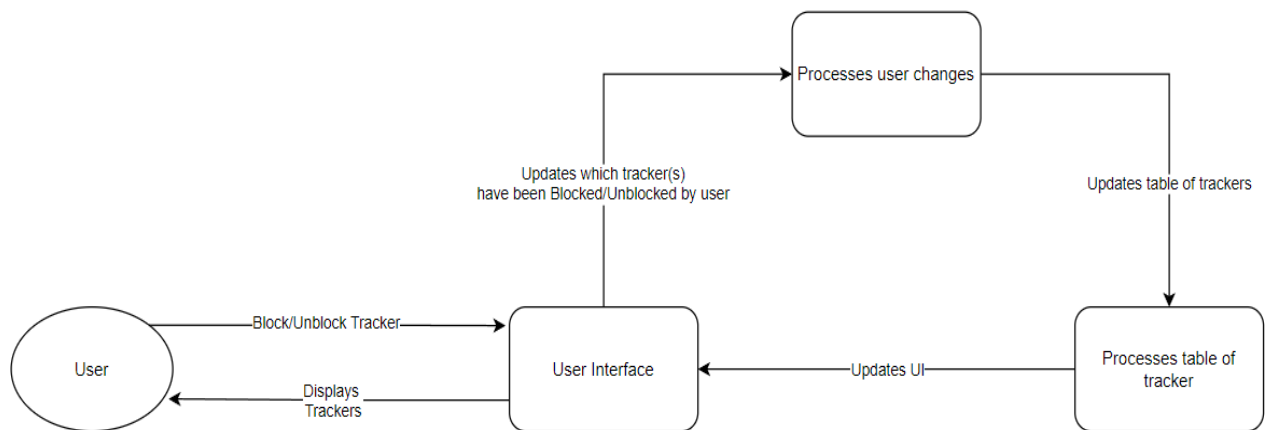 Processes user changes
Updates which tracker(s)
have been Blocked/Unblocked by user
Updates table of trackers
Block/Unblock Tracker
User
User Interface
Updates UI
Processes table of
tracker
Displays
Trackers